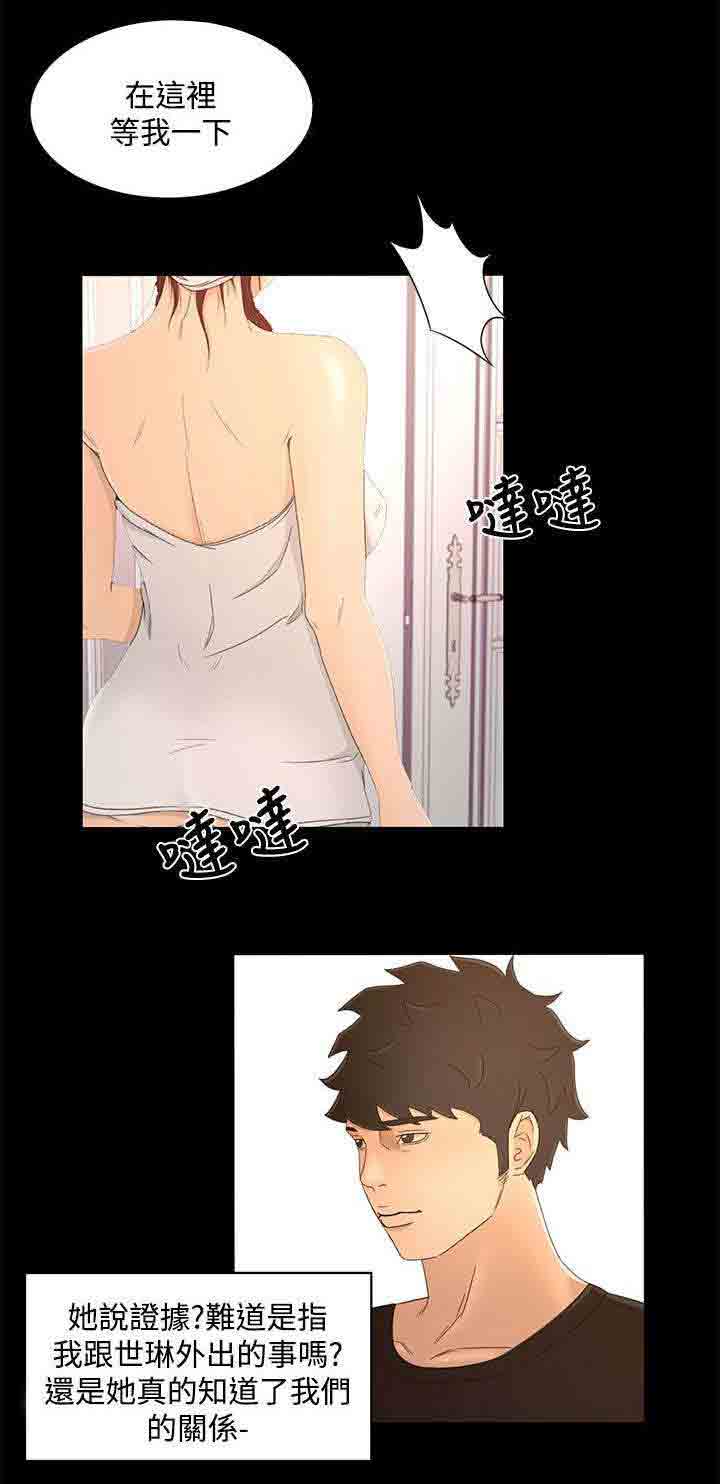 在這裡
等我一下
噠噠
噠噠
她說證據?難道是指
我跟世琳外出的事嗎?
還是她真的知道了我們
的關係-